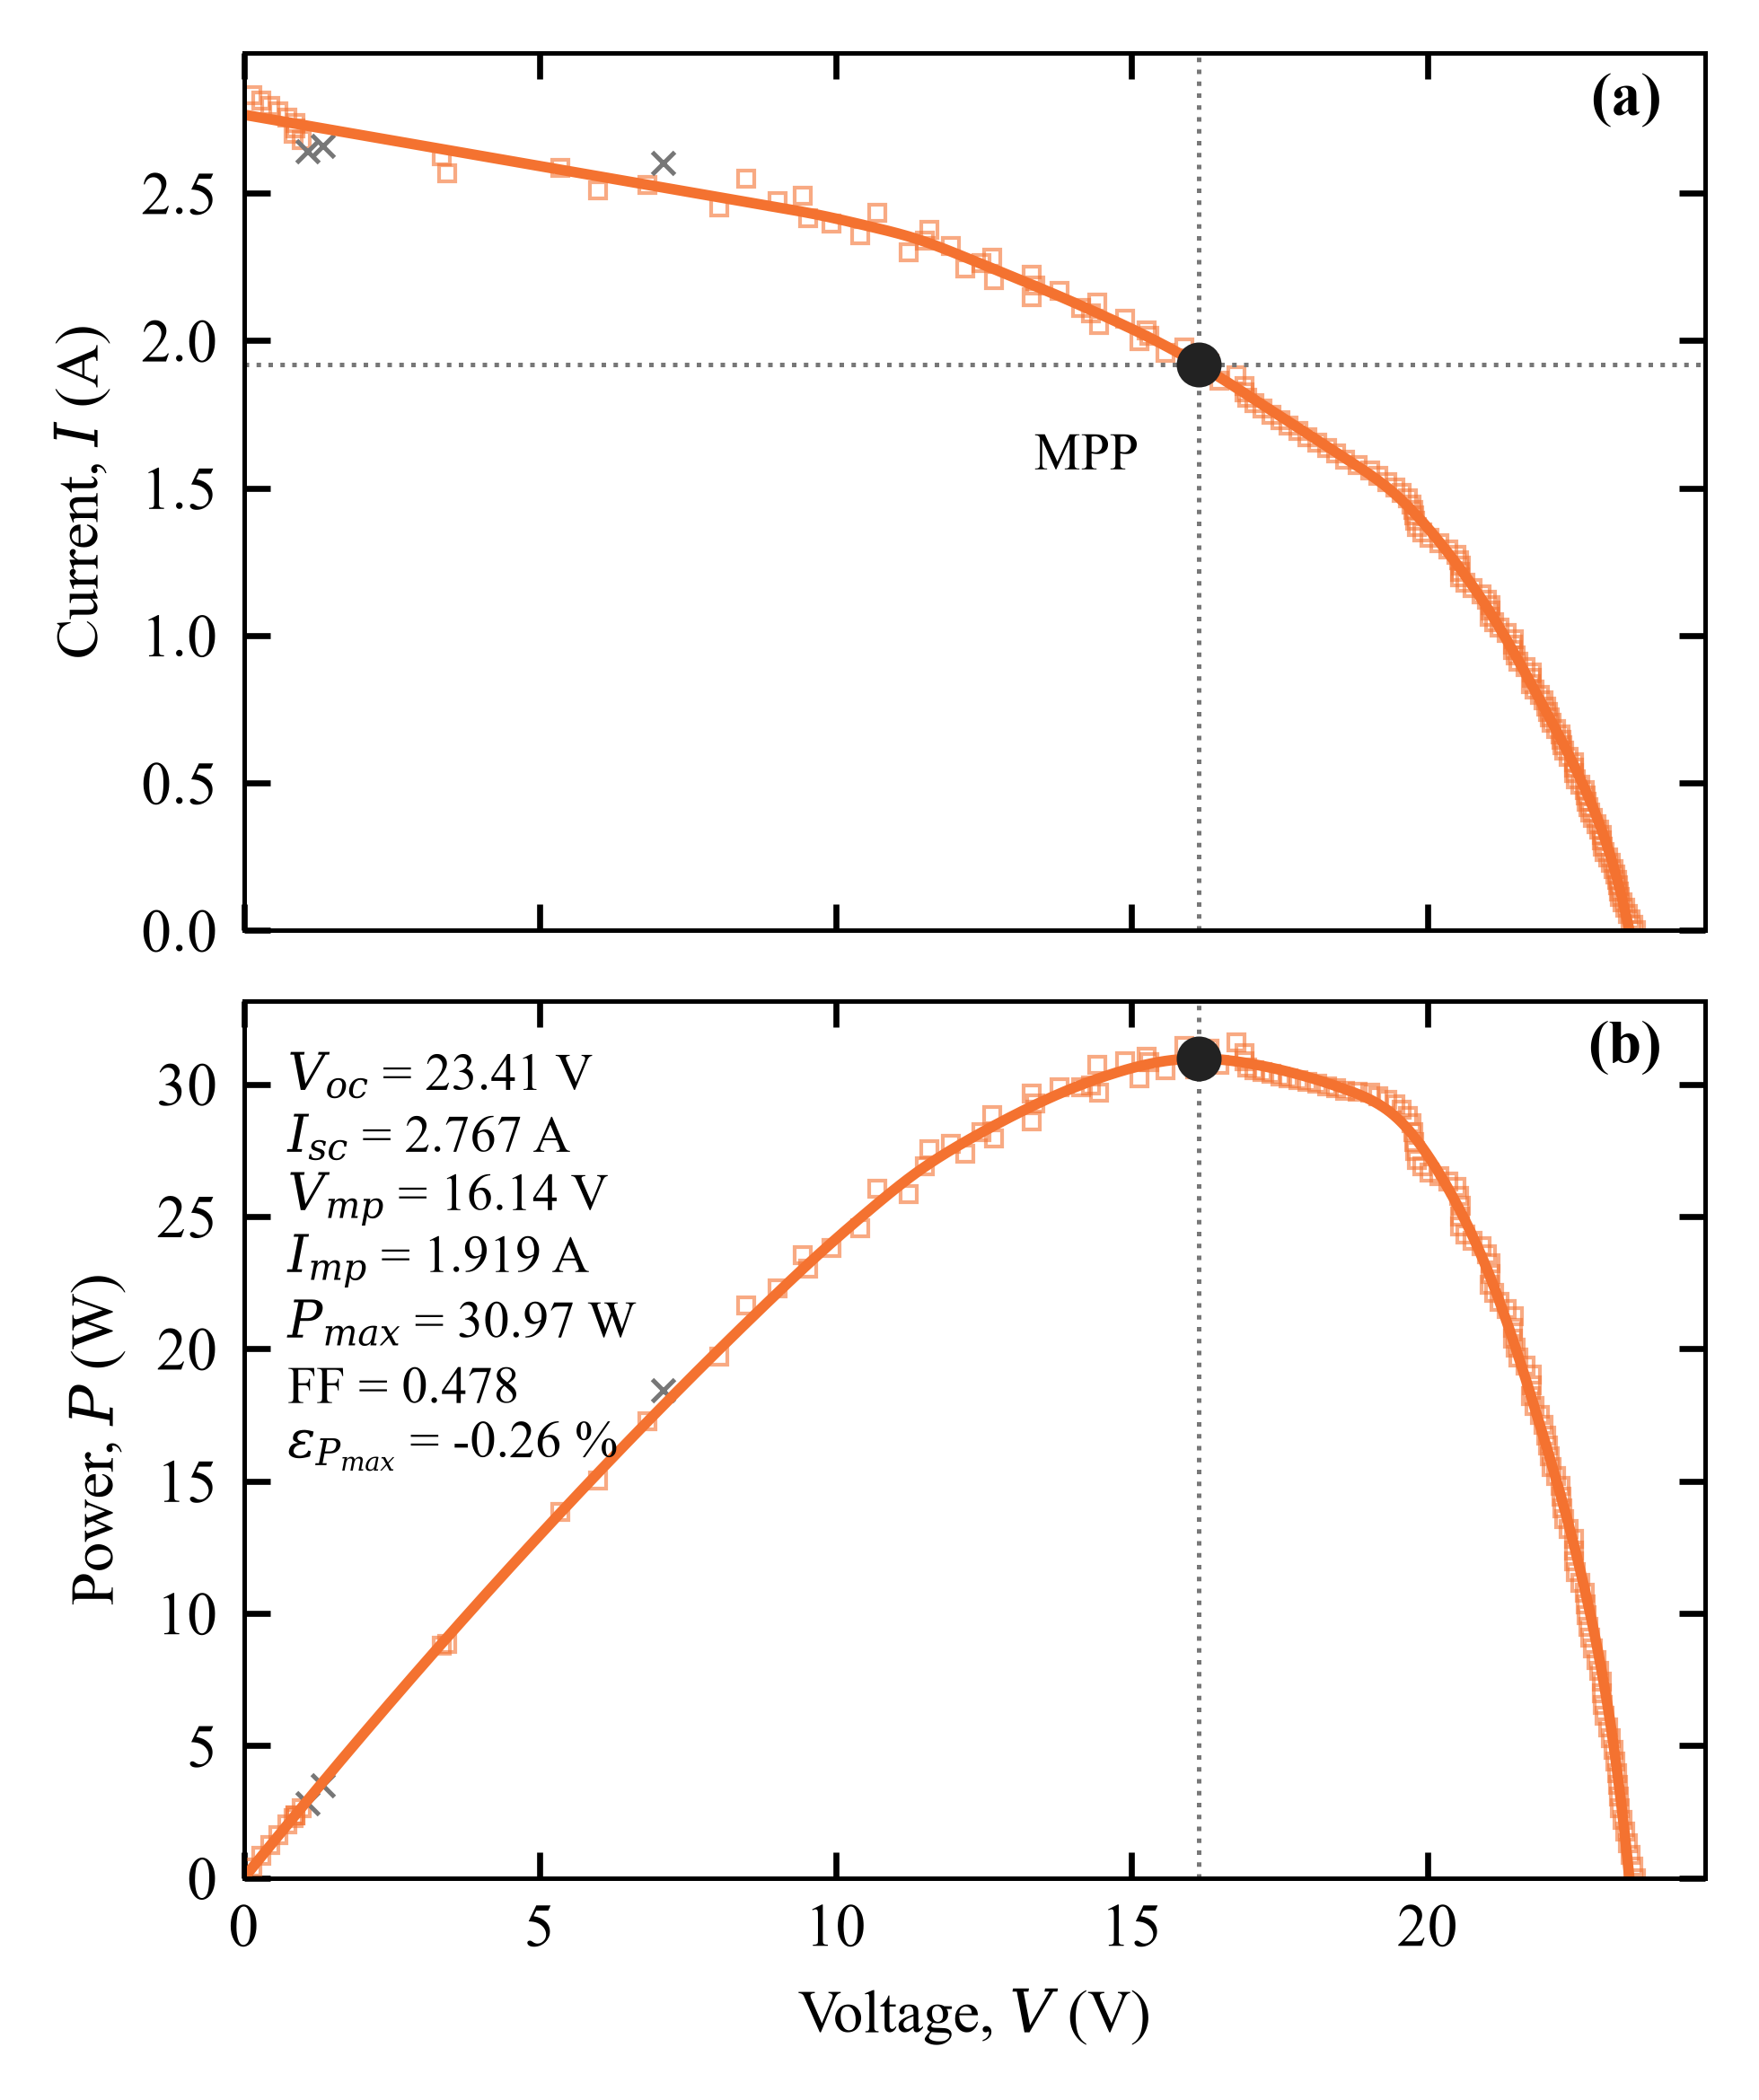 (a)
2.5
2.0
1.5
1.0
0.5
0.0
Current, I (A)
MPP
(b)
V_oc = 23.41 V
I_sc = 2.767 A
V_mp = 16.14 V
I_mp = 1.919 A
P_max = 30.97 W
FF = 0.478
ε_P_max = -0.26 %
30
25
20
15
10
5
0
Power, P (W)
0 5 10 15 20
Voltage, V (V)